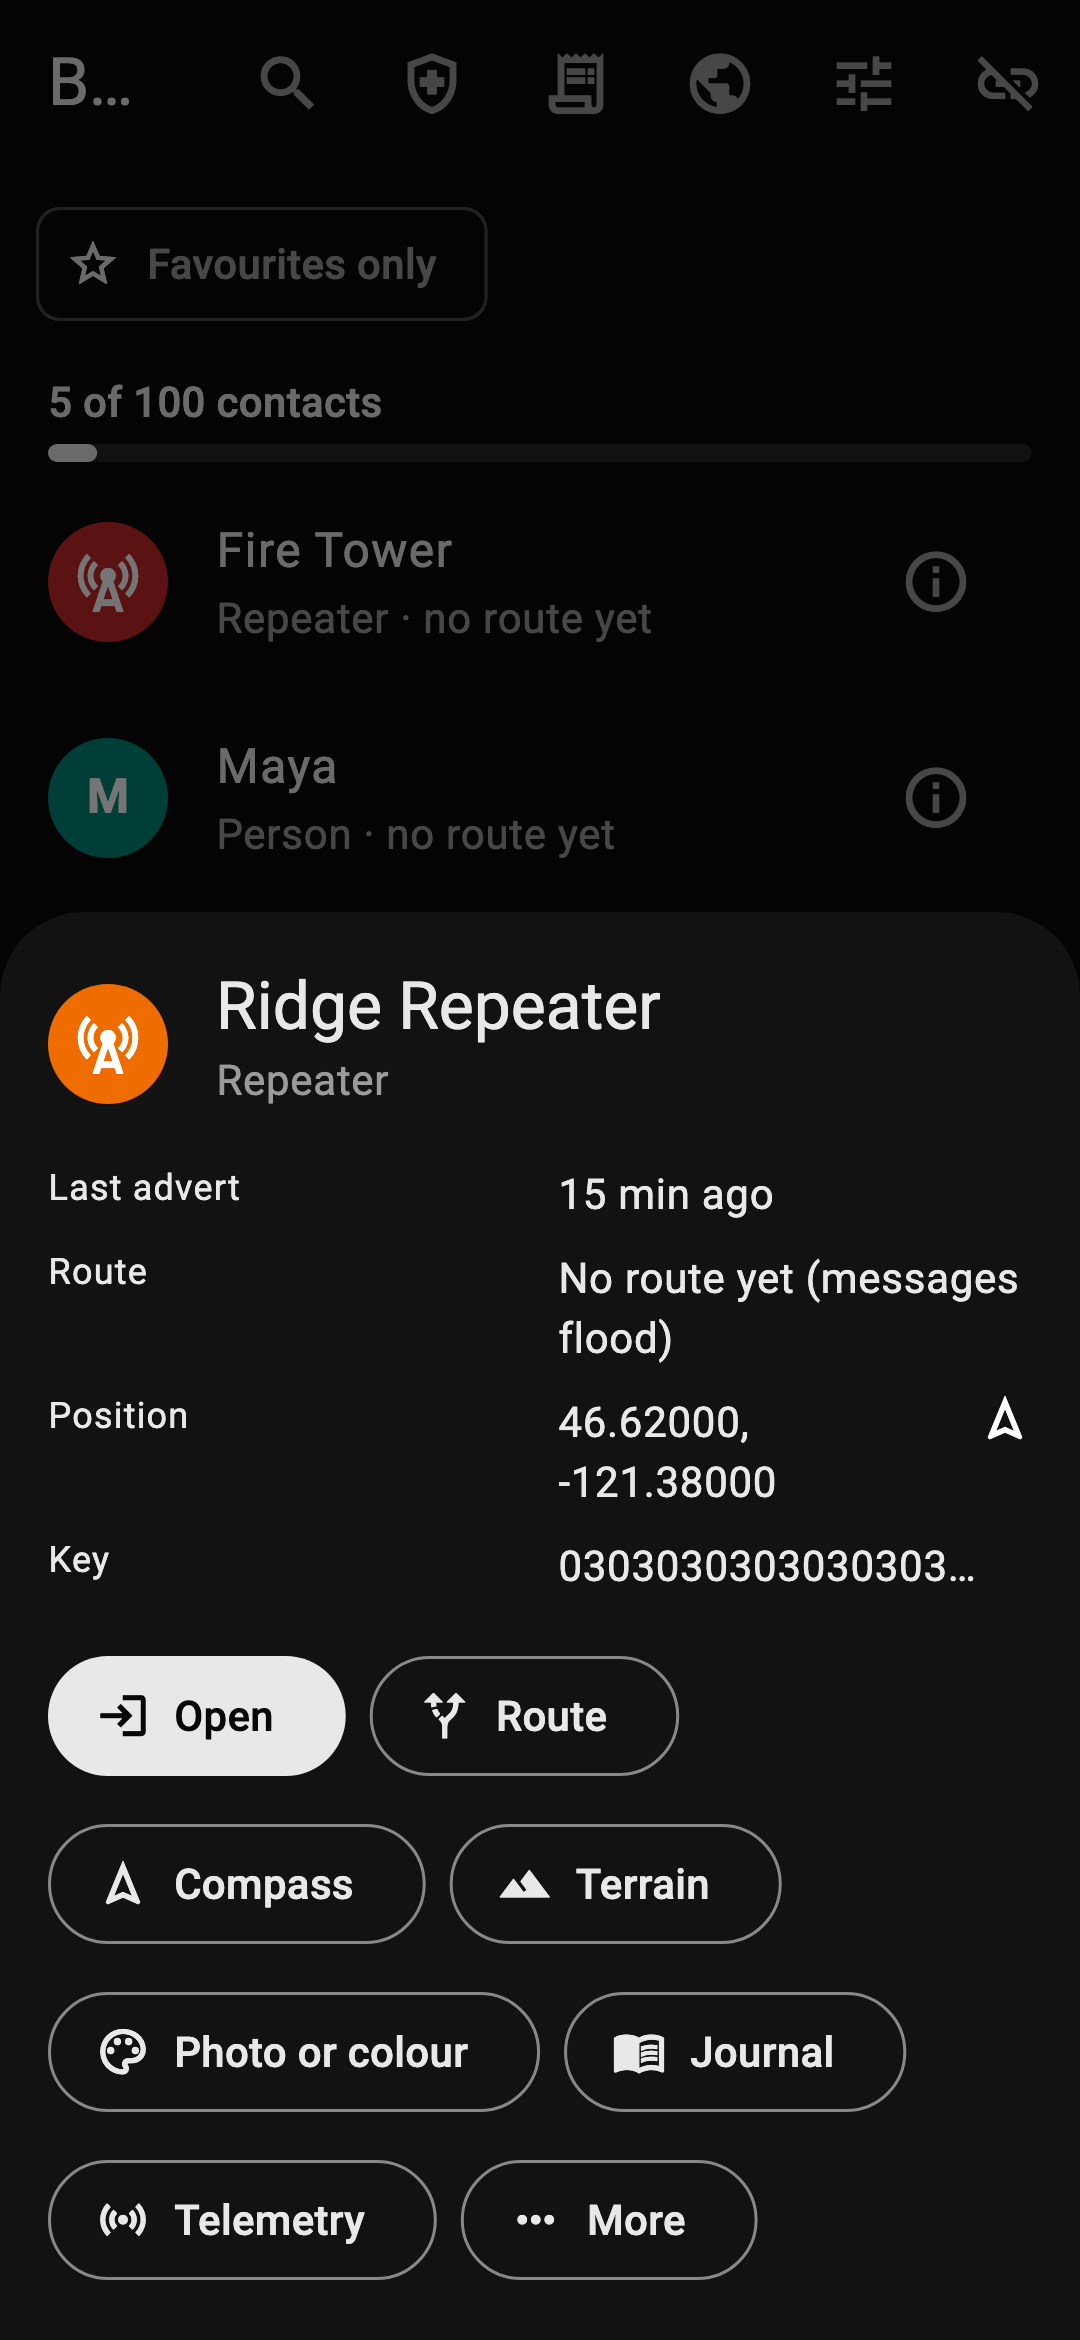 B...
Favourites only
5 of 100 contacts
Fire Tower
Repeater · no route yet
M
Maya
Person · no route yet
Ridge Repeater
Repeater
Last advert
15 min ago
Route
No route yet (messages
flood)
Position
46.62000,
-121.38000
Key
0303030303030303...
Open
Route
Compass
Terrain
Photo or colour
Journal
Telemetry
More